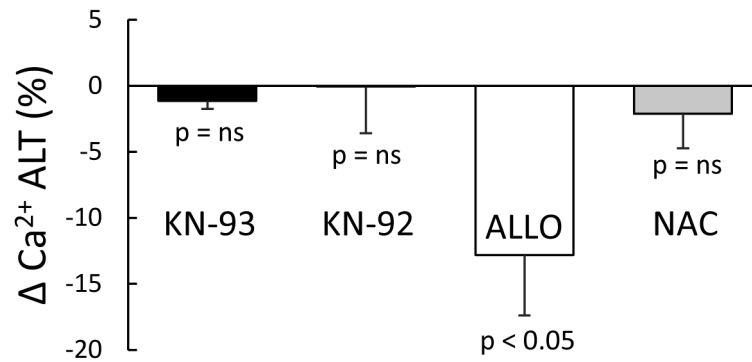 Δ Ca²⁺ ALT (%)
5
0
-5
-10
-15
-20
p = ns
p = ns
p = ns
KN-93
KN-92
ALLO
NAC
p < 0.05